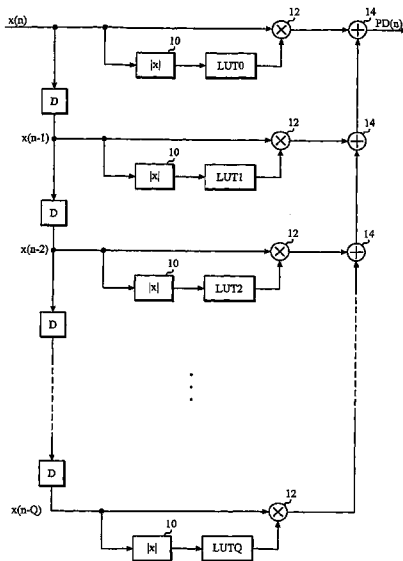 x(n) 12 14 PD(n)
10
|x| LUT0
D
x(n-1) 12 14
10
|x| LUT1
D
x(n-2) 12 14
10
|x| LUT2
D
D
x(n-Q) 12
10
|x| LUTQ